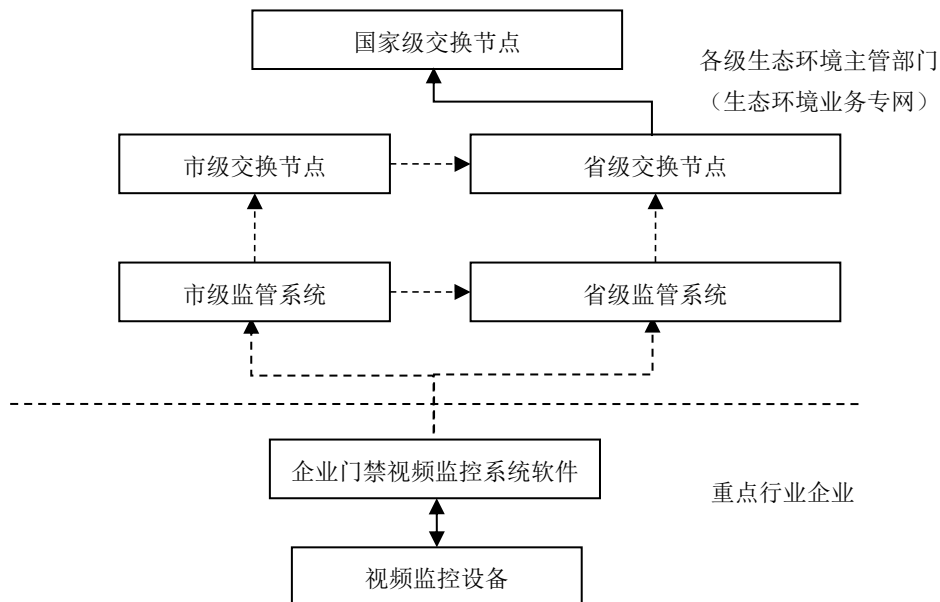 国家级交换节点
各级生态环境主管部门
（生态环境业务专网）
市级交换节点
省级交换节点
市级监管系统
省级监管系统
企业门禁视频监控系统软件
重点行业企业
视频监控设备